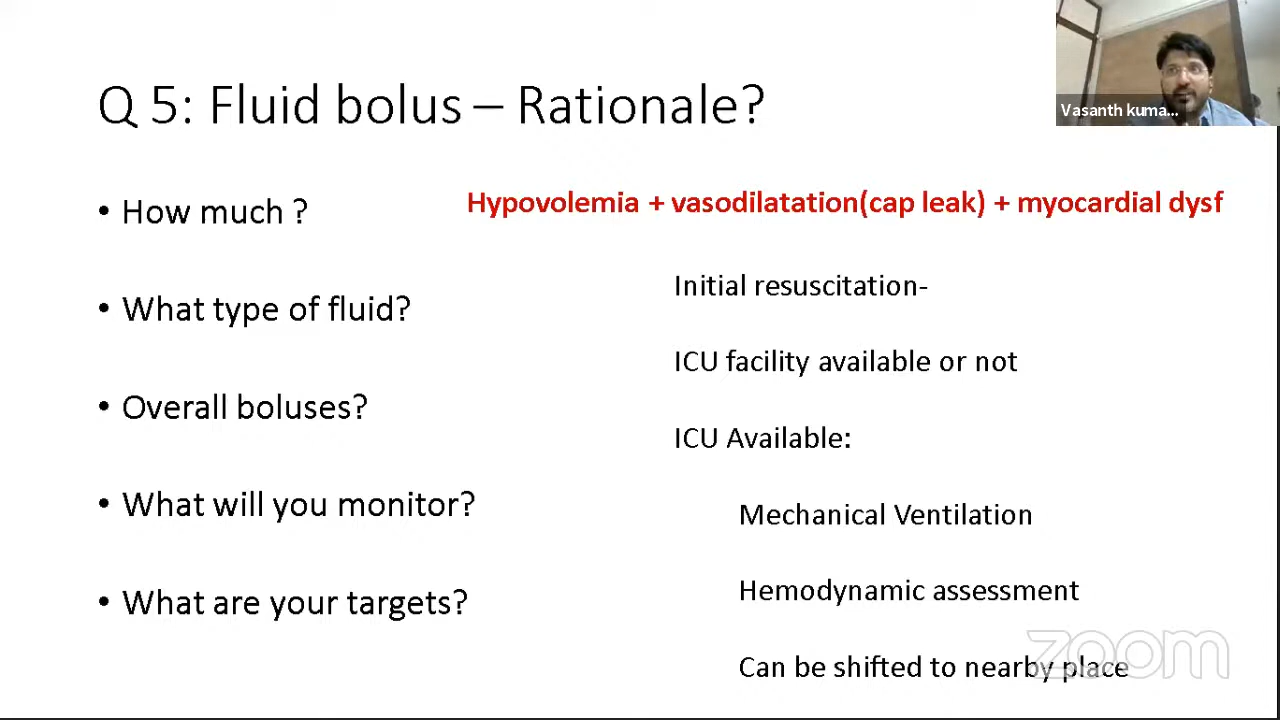 Vasanth kuma...
Q 5: Fluid bolus – Rationale?
• How much ?
• What type of fluid?
• Overall boluses?
• What will you monitor?
• What are your targets?
Hypovolemia + vasodilatation(cap leak) + myocardial dysf
Initial resuscitation-
ICU facility available or not
ICU Available:
Mechanical Ventilation
Hemodynamic assessment
Can be shifted to nearby place
zoom